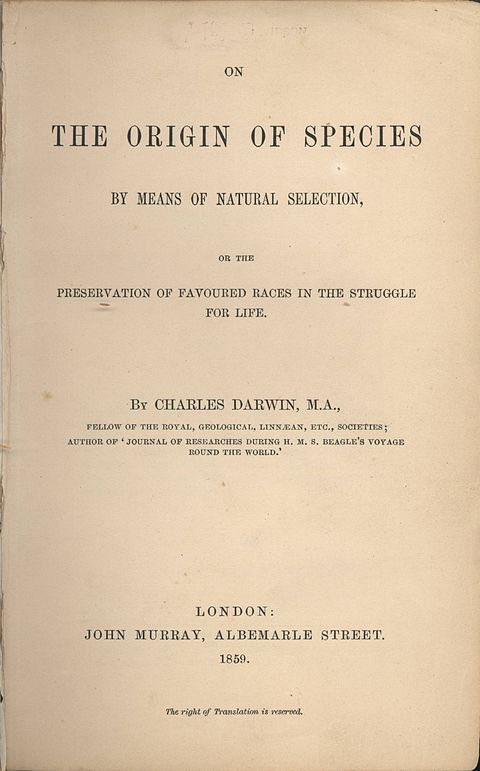 ON
THE ORIGIN OF SPECIES
BY MEANS OF NATURAL SELECTION,
OR THE
PRESERVATION OF FAVOURED RACES IN THE STRUGGLE
FOR LIFE.
BY CHARLES DARWIN, M.A.,
FELLOW OF THE ROYAL, GEOLOGICAL, LINNÆAN, ETC., SOCIETIES;
AUTHOR OF ‘JOURNAL OF RESEARCHES DURING H. M. S. BEAGLE’S VOYAGE
ROUND THE WORLD.’
LONDON:
JOHN MURRAY, ALBEMARLE STREET.
1859.
The right of Translation is reserved.